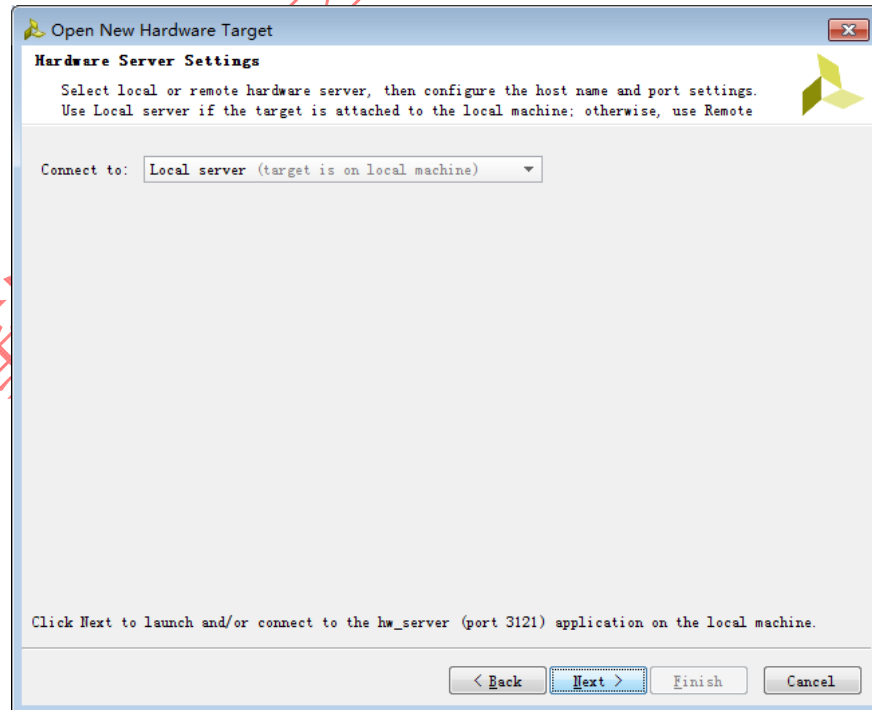 Open New Hardware Target
Hardware Server Settings
Select local or remote hardware server, then configure the host name and port settings.
Use Local server if the target is attached to the local machine; otherwise, use Remote
Connect to: Local server (target is on local machine)
Click Next to launch and/or connect to the hw_server (port 3121) application on the local machine.
< Back Next > Finish Cancel